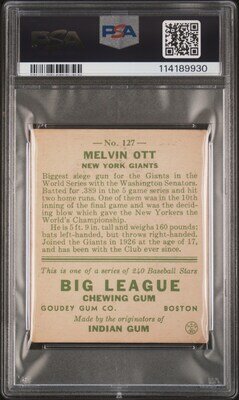 PSA
PSA
114189930
No. 127
MELVIN OTT
NEW YORK GIANTS
Biggest siege gun for the Giants in the
World Series with the Washington Senators.
Batted for .389 in the 5 game series and hit
two home runs. One of them was in the 10th
inning of the final game and was the decid-
ing blow which gave the New Yorkers the
World's Championship.
He is 5 ft. 9 in. tall and weighs 160 pounds;
bats left-handed, but throws right-handed.
Joined the Giants in 1926 at the age of 17,
and has been with the Club ever since.
This is one of a series of 240 Baseball Stars
BIG LEAGUE
CHEWING GUM
GOUDEY GUM CO. BOSTON
Made by the originators of
INDIAN GUM